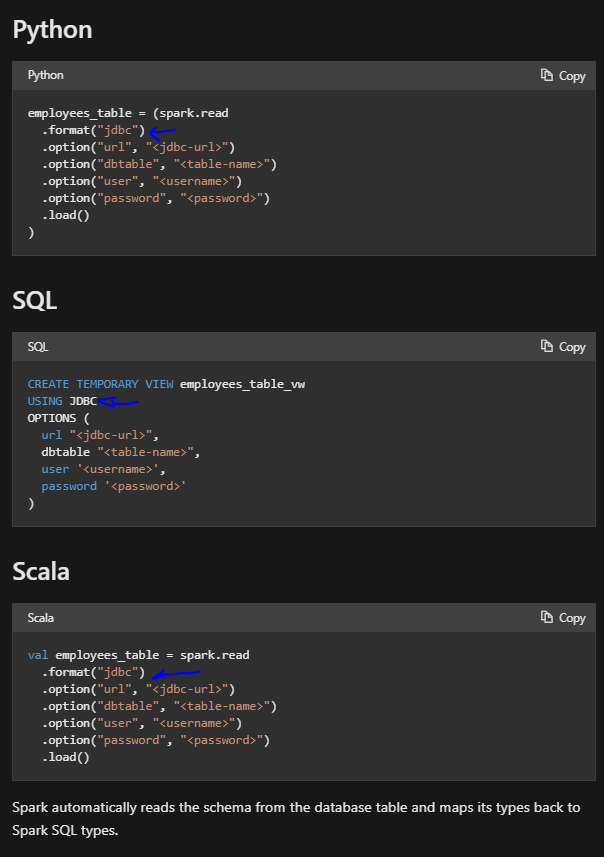 Python
Python Copy
employees_table = (spark.read
  .format("jdbc")
  .option("url", "<jdbc-url>")
  .option("dbtable", "<table-name>")
  .option("user", "<username>")
  .option("password", "<password>")
  .load()
)
SQL
SQL Copy
CREATE TEMPORARY VIEW employees_table_vw
USING JDBC
OPTIONS (
  url "<jdbc-url>",
  dbtable "<table-name>",
  user '<username>',
  password '<password>'
)
Scala
Scala Copy
val employees_table = spark.read
  .format("jdbc")
  .option("url", "<jdbc-url>")
  .option("dbtable", "<table-name>")
  .option("user", "<username>")
  .option("password", "<password>")
  .load()
Spark automatically reads the schema from the database table and maps its types back to
Spark SQL types.